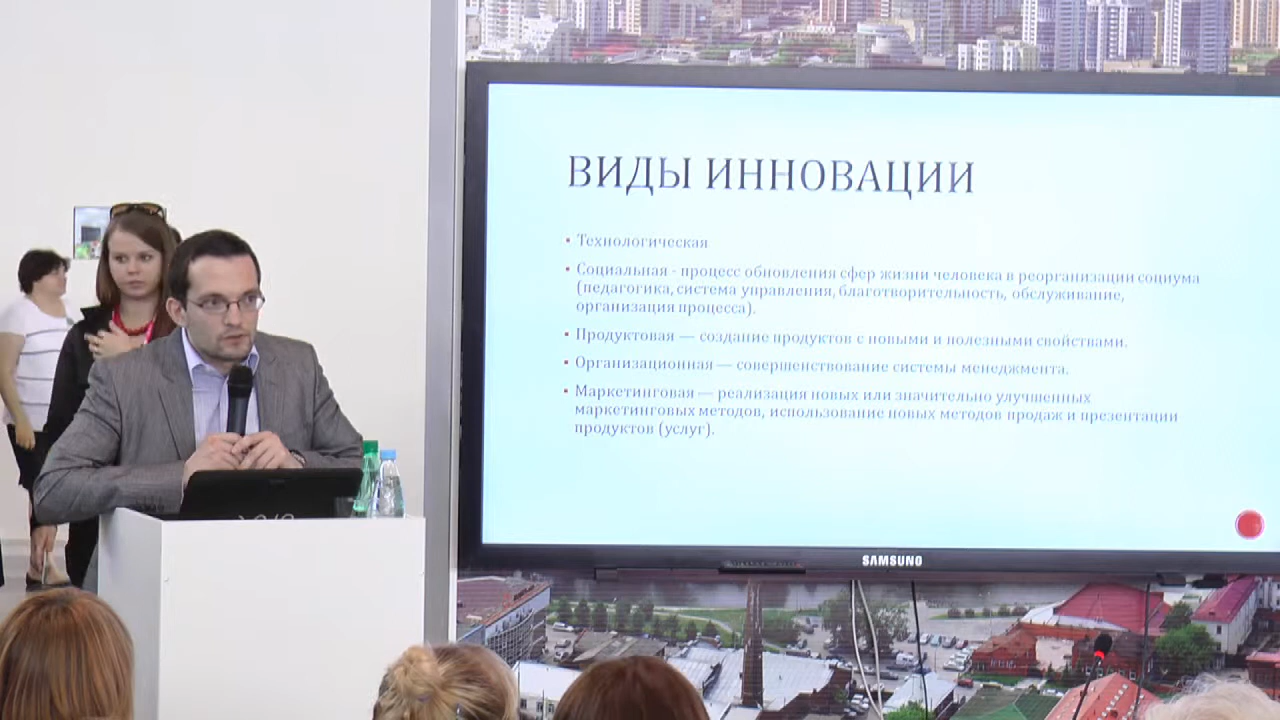 ВИДЫ ИННОВАЦИИ
Технологическая
Социальная - процесс обновления сфер жизни человека в реорганизации социума
(педагогика, система управления, благотворительность, обслуживание,
организация процесса).
Продуктовая — создание продуктов с новыми и полезными свойствами.
Организационная — совершенствование системы менеджмента.
Маркетинговая — реализация новых или значительно улучшенных
маркетинговых методов, использование новых методов продаж и презентации
продуктов (услуг).
SAMSUNG